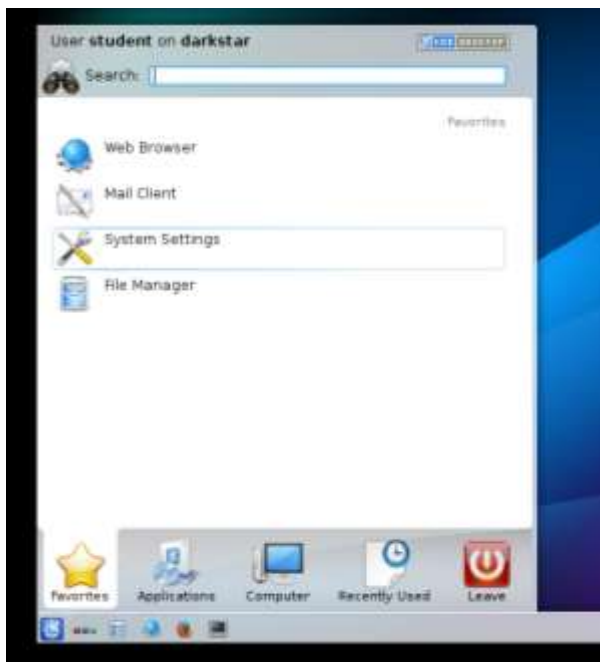 User student on darkstar
Search:
Favorites
Web Browser
Mail Client
System Settings
File Manager
Favorites
Applications
Computer
Recently Used
Leave